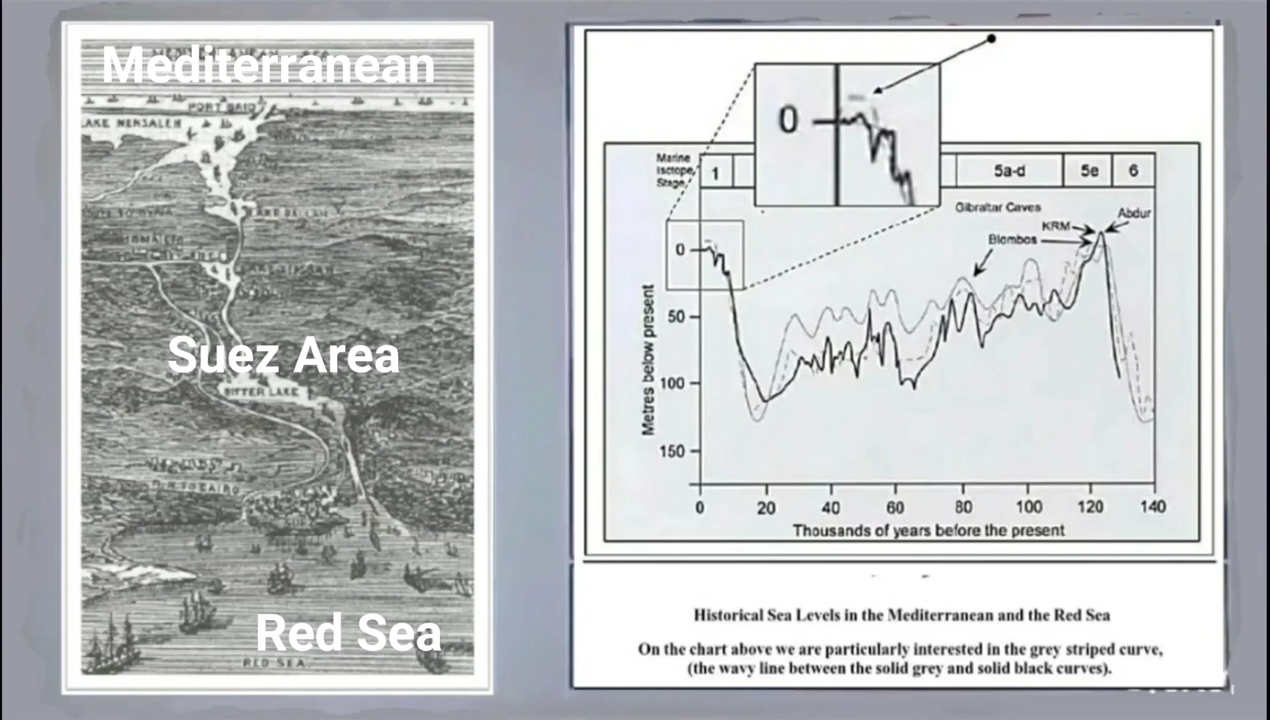 Mediterranean
PORT SAID
LAKE MENSALEH
Suez Area
BITTER LAKE
Red Sea
RED SEA
0
Marine
Isotope
Stage
1
5a-d
5e
6
Gibraltar Caves
Abdur
KRM
Blombos
0
50
100
150
Metres below present
0 20 40 60 80 100 120 140
Thousands of years before the present
Historical Sea Levels in the Mediterranean and the Red Sea
On the chart above we are particularly interested in the grey striped curve,
(the wavy line between the solid grey and solid black curves).